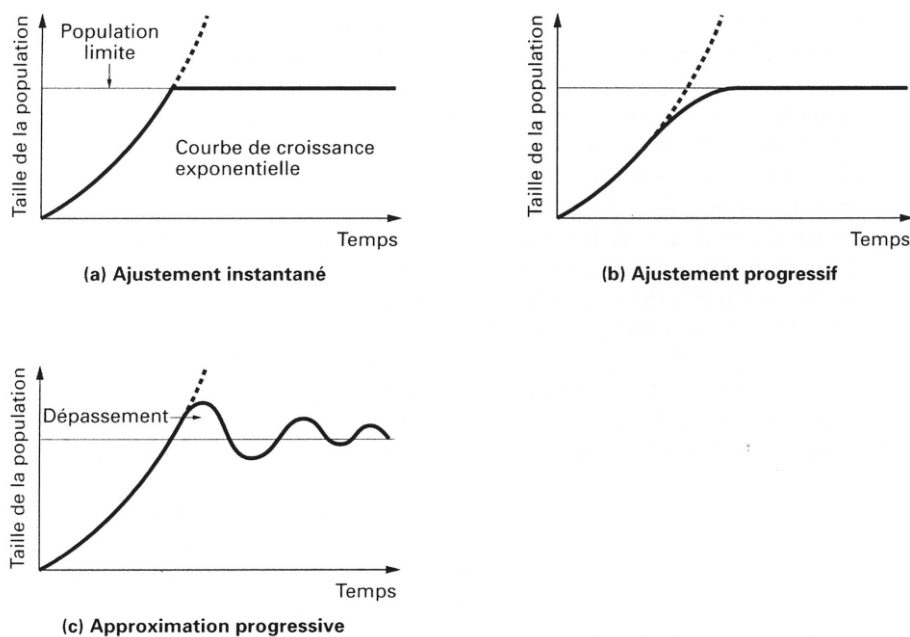 Taille de la population
Population
limite
Courbe de croissance
exponentielle
Temps
(a) Ajustement instantané
Taille de la population
Temps
(b) Ajustement progressif
Taille de la population
Dépassement
Temps
(c) Approximation progressive